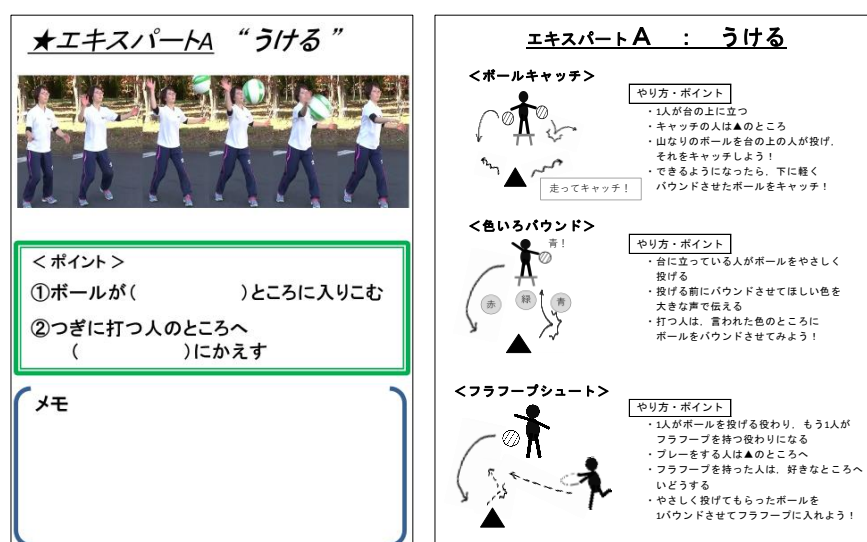 ★エキスパートA “うける”
＜ポイント＞
①ボールが(　　　　　)ところに入りこむ
②つぎに打つ人のところへ
(　　　　　)にかえす
メモ
エキスパートA ： うける
＜ボールキャッチ＞
やり方・ポイント
・1人が台の上に立つ
・キャッチの人は▲のところ
・山なりのボールを台の上の人が投げ，
それをキャッチしよう！
・できるようになったら，下に軽く
バウンドさせたボールをキャッチ！
走ってキャッチ！
＜色いろバウンド＞
青！
赤
緑
青
やり方・ポイント
・台に立っている人がボールをやさしく
投げる
・投げる前にバウンドさせてほしい色を
大きな声で伝える
・打つ人は，言われた色のところに
ボールをバウンドさせてみよう！
＜フラフープシュート＞
やり方・ポイント
・1人がボールを投げる役わり，もう1人が
フラフープを持つ役わりになる
・プレーをする人は▲のところへ
・フラフープを持った人は，好きなところへ
いどうする
・やさしく投げてもらったボールを
1バウンドさせてフラフープに入れよう！